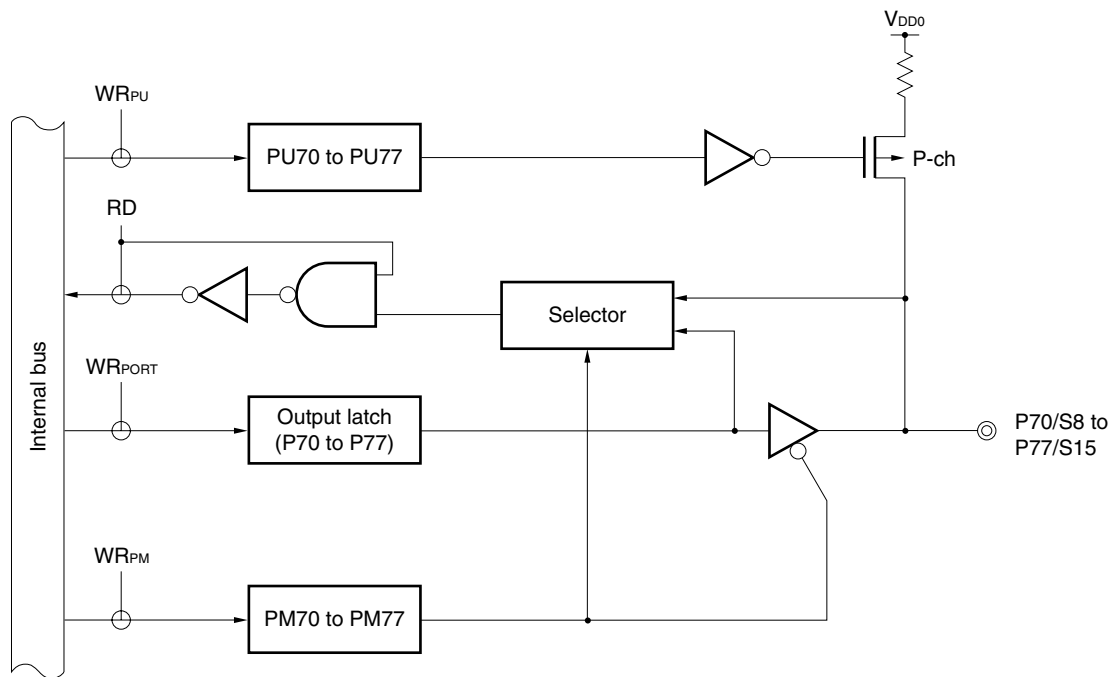 VDD0
WRPU
PU70 to PU77
P-ch
RD
Selector
WRPORT
Internal bus
Output latch
(P70 to P77)
P70/S8 to
P77/S15
WRPM
PM70 to PM77